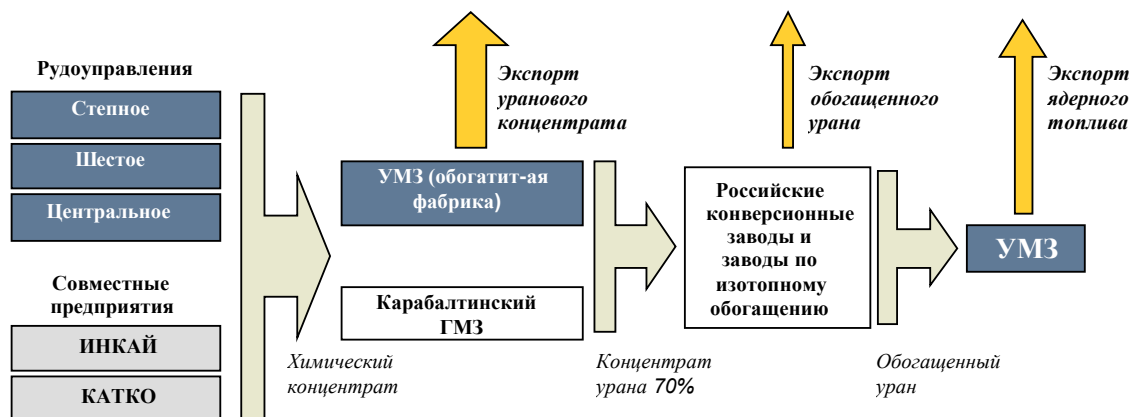 Рудоуправления
Степное
Шестое
Центральное
Совместные
предприятия
ИНКАЙ
КАТКО
Химический
концентрат
УМЗ (обогатит-ая
фабрика)
Карабалтинский
ГМЗ
Экспорт
уранового
концентрата
Концентрат
урана 70%
Российские
конверсионные
заводы и
заводы по
изотопному
обогащению
Экспорт
обогащенного
урана
Обогащенный
уран
УМЗ
Экспорт
ядерного
топлива